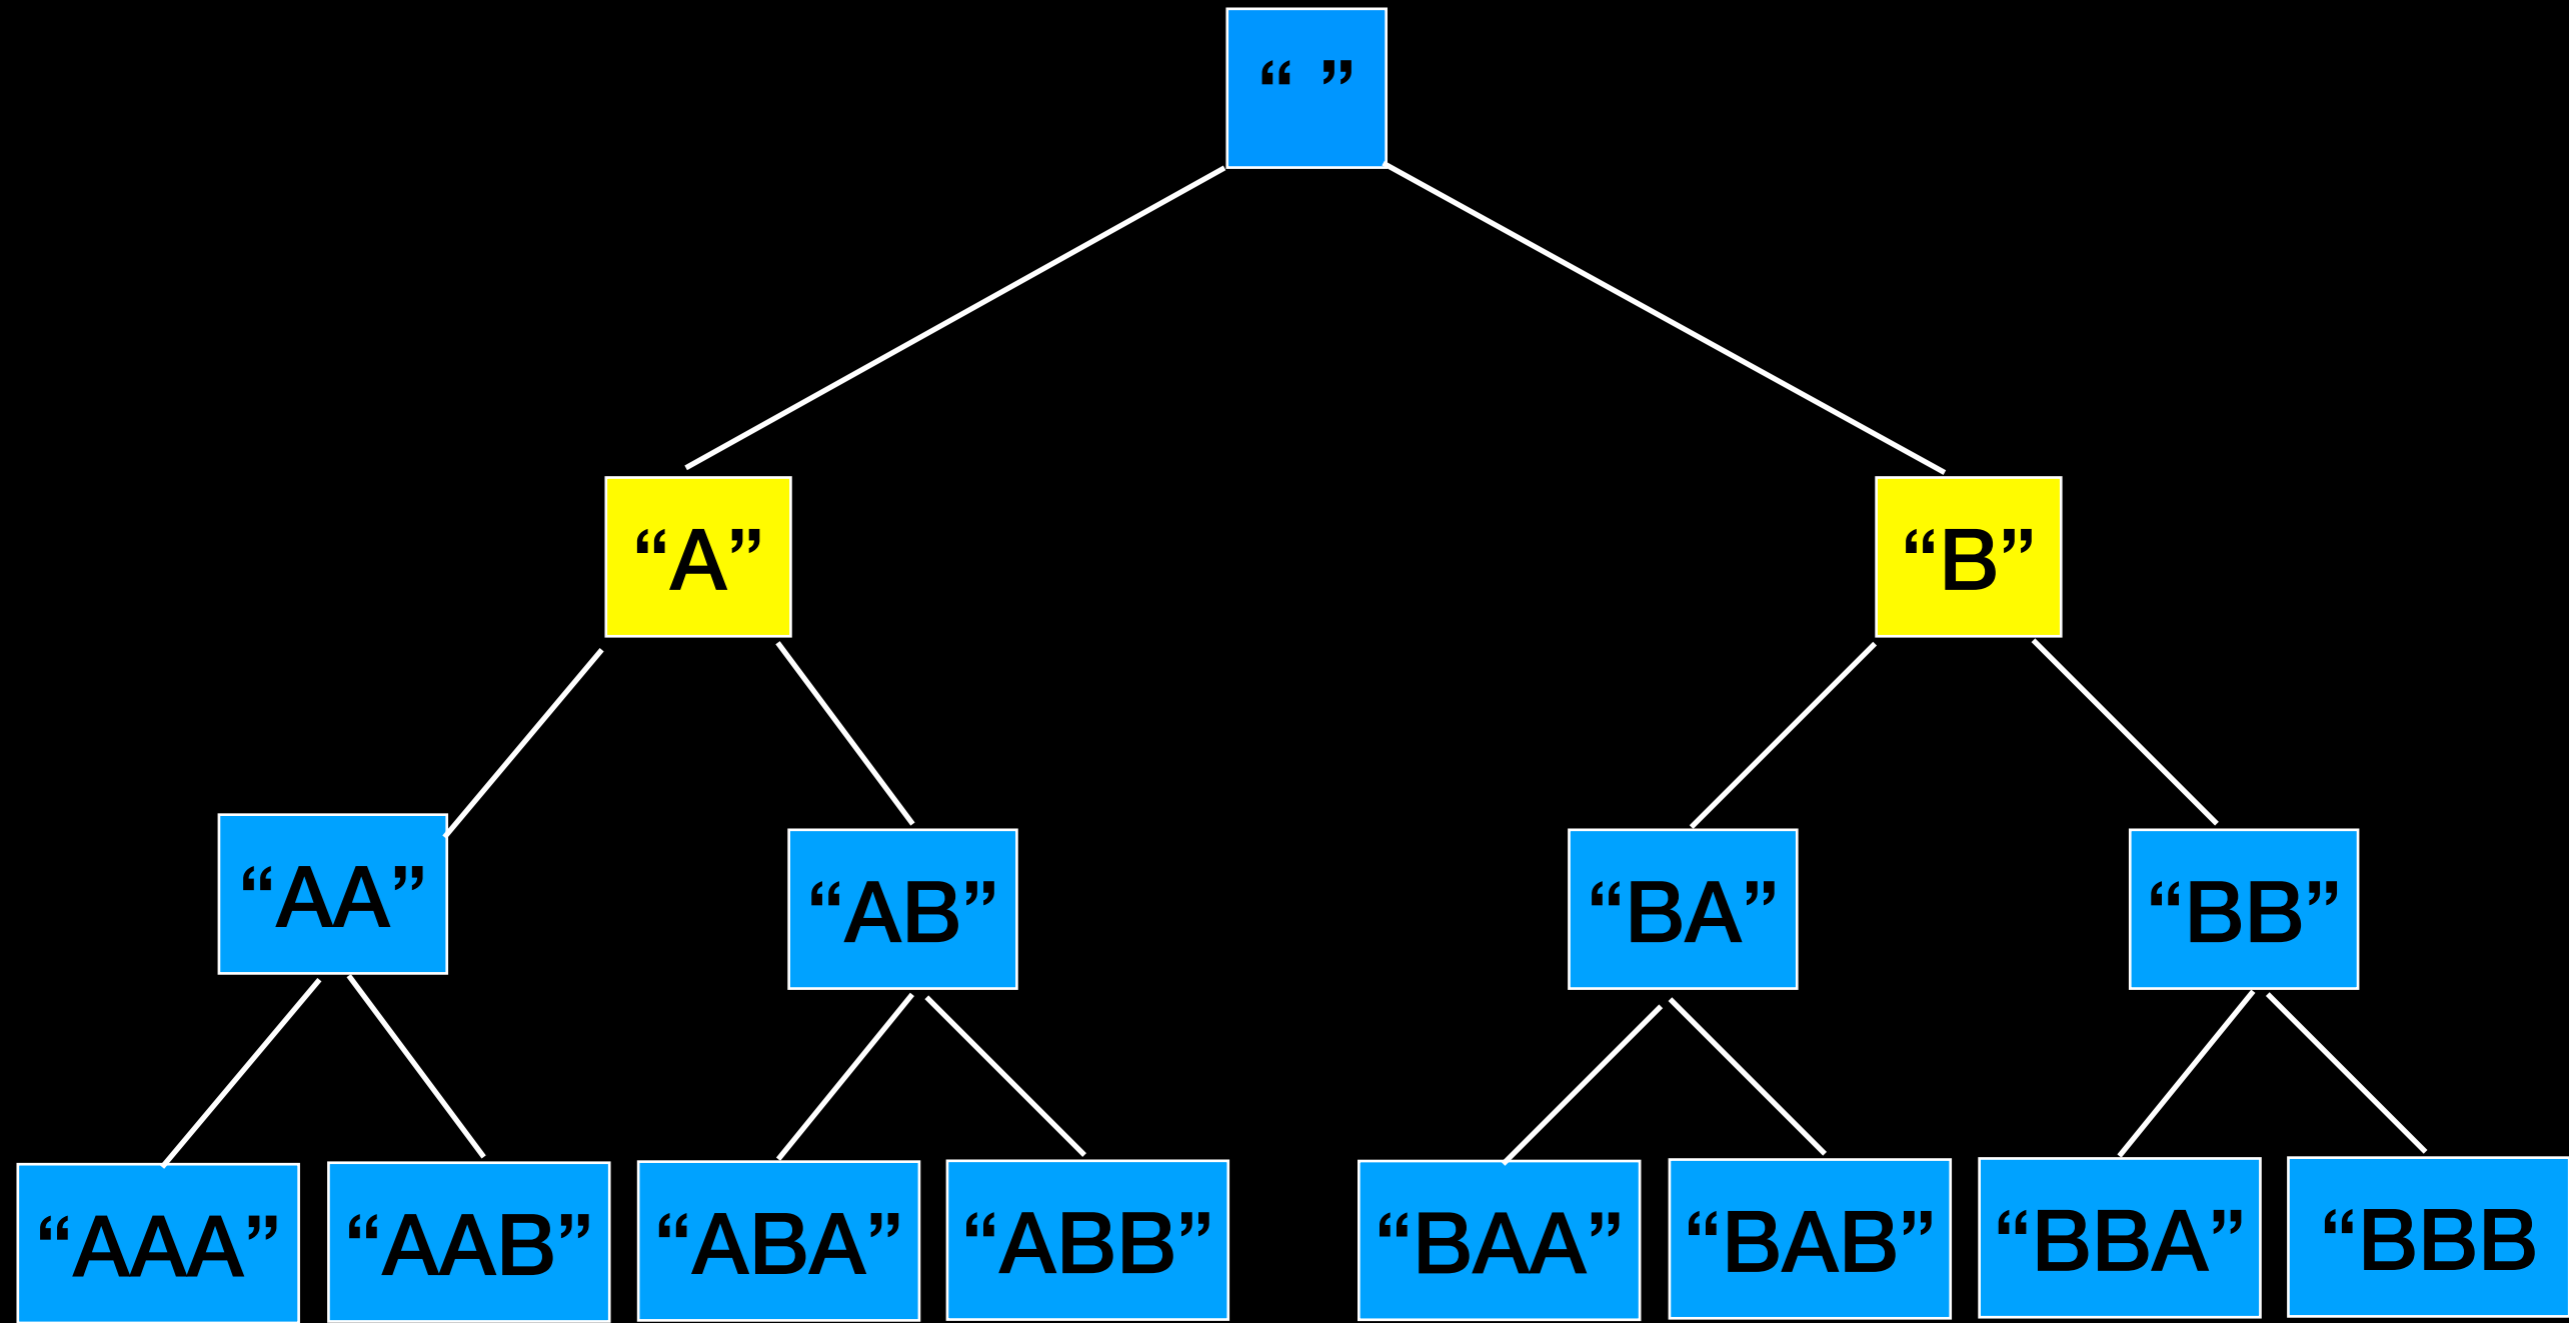 “ ”
“A” “B”
“AA” “AB” “BA” “BB”
“AAA” “AAB” “ABA” “ABB” “BAA” “BAB” “BBA” “BBB